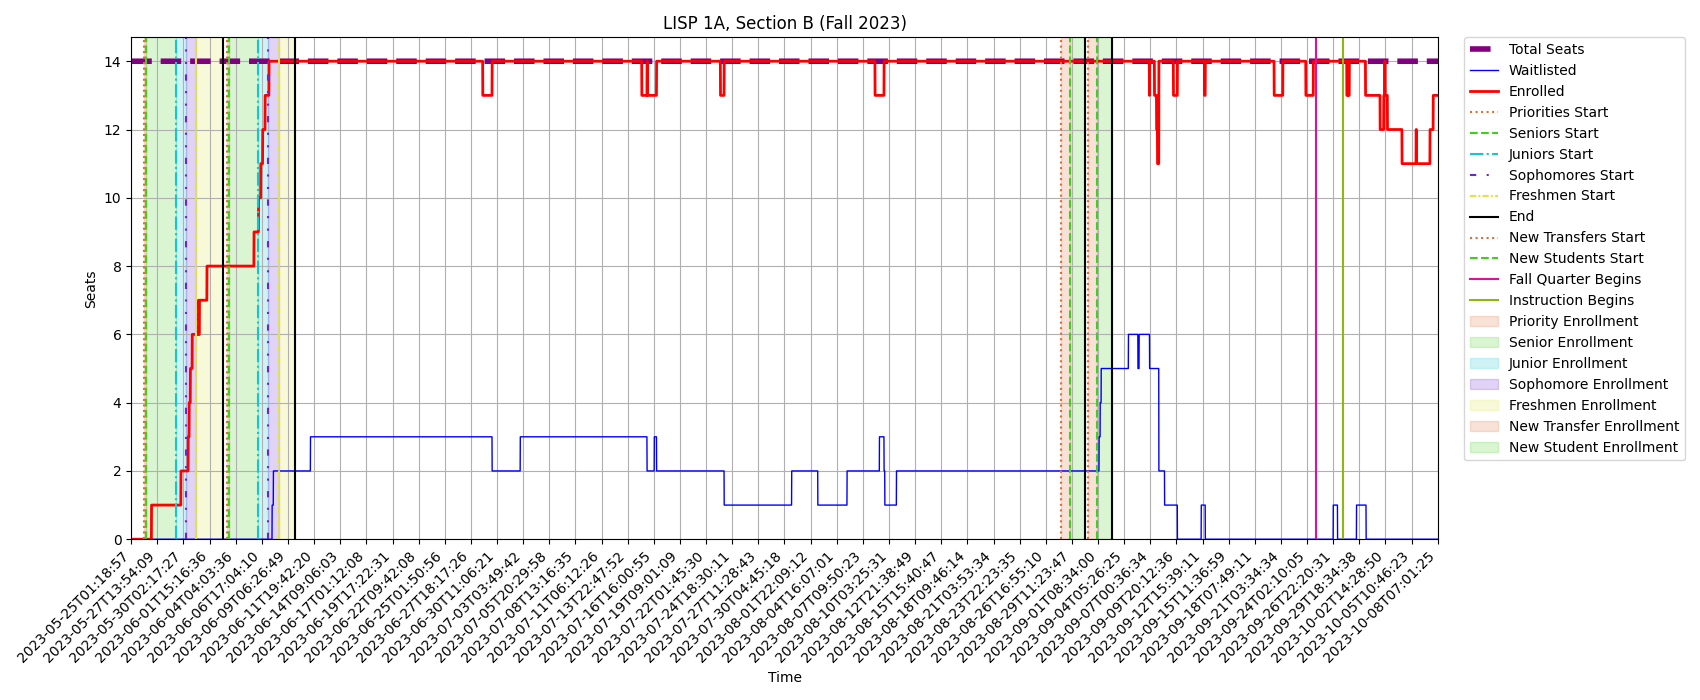 LISP 1A, Section B (Fall 2023)
Seats
14
12
10
8
6
4
2
0
2023-05-25T01:18:57
2023-05-27T13:54:09
2023-05-30T02:17:27
2023-06-01T15:16:36
2023-06-04T04:03:36
2023-06-06T17:04:10
2023-06-09T06:26:49
2023-06-11T19:42:20
2023-06-14T09:06:03
2023-06-17T01:12:08
2023-06-19T17:22:31
2023-06-22T09:42:08
2023-06-25T01:50:56
2023-06-27T18:17:26
2023-06-30T11:06:21
2023-07-03T03:49:42
2023-07-05T20:29:58
2023-07-08T13:16:35
2023-07-11T06:12:26
2023-07-13T22:47:52
2023-07-16T16:00:55
2023-07-19T09:01:09
2023-07-22T01:45:30
2023-07-24T18:30:11
2023-07-27T11:28:43
2023-07-30T04:45:18
2023-08-01T22:09:12
2023-08-04T16:07:01
2023-08-07T09:50:23
2023-08-10T03:25:31
2023-08-12T21:38:49
2023-08-15T15:40:47
2023-08-18T09:46:14
2023-08-21T03:53:34
2023-08-23T22:23:35
2023-08-26T16:55:10
2023-08-29T11:23:47
2023-09-01T08:34:00
2023-09-04T05:26:25
2023-09-07T00:36:34
2023-09-09T20:12:36
2023-09-12T15:39:11
2023-09-15T11:36:59
2023-09-18T07:49:11
2023-09-21T03:34:34
2023-09-24T02:10:05
2023-09-26T22:20:31
2023-09-29T18:34:38
2023-10-02T14:28:50
2023-10-05T10:46:23
2023-10-08T07:01:25
Time
Total Seats
Waitlisted
Enrolled
Priorities Start
Seniors Start
Juniors Start
Sophomores Start
Freshmen Start
End
New Transfers Start
New Students Start
Fall Quarter Begins
Instruction Begins
Priority Enrollment
Senior Enrollment
Junior Enrollment
Sophomore Enrollment
Freshmen Enrollment
New Transfer Enrollment
New Student Enrollment